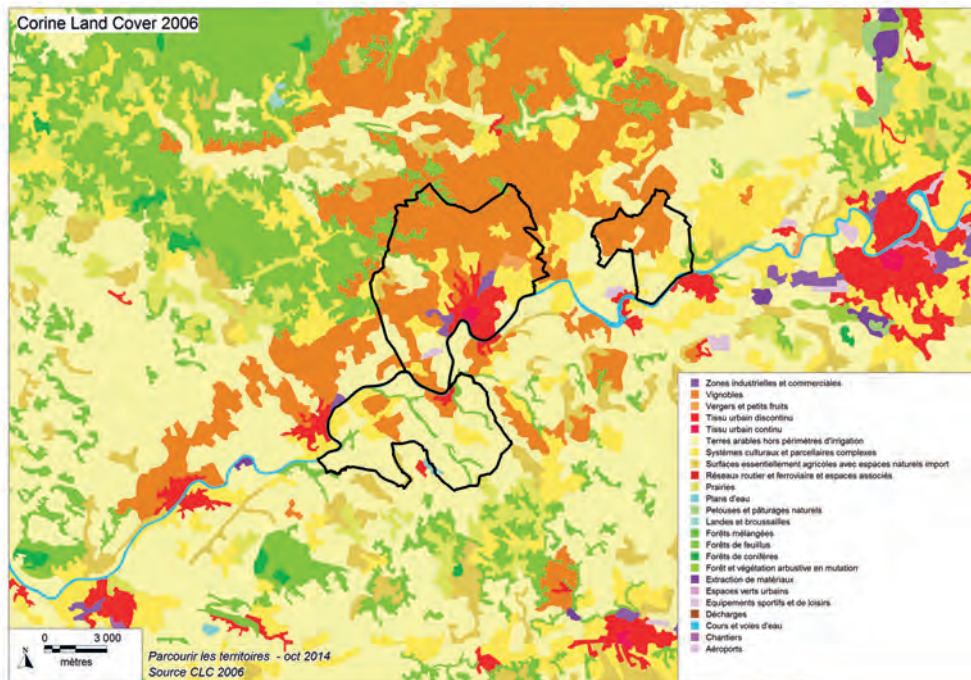 Corine Land Cover 2006
Zones industrielles et commerciales
Vignobles
Vergers et petits fruits
Tissu urbain discontinu
Tissu urbain continu
Terres arables hors périmètres d'irrigation
Systèmes culturaux et parcellaires complexes
Surfaces essentiellement agricoles avec espaces naturels import
Réseaux routier et ferroviaire et espaces associés
Prairies
Plans d'eau
Pelouses et pâturages naturels
Landes et broussailles
Forêts mélangées
Forêts de feuillus
Forêts de conifères
Forêt et végétation arbustive en mutation
Extraction de matériaux
Espaces verts urbains
Equipements sportifs et de loisirs
Décharges
Cours et voies d'eau
Chantiers
Aéroports
0 3 000
mètres
N
Parcourir les territoires - oct 2014
Source CLC 2006